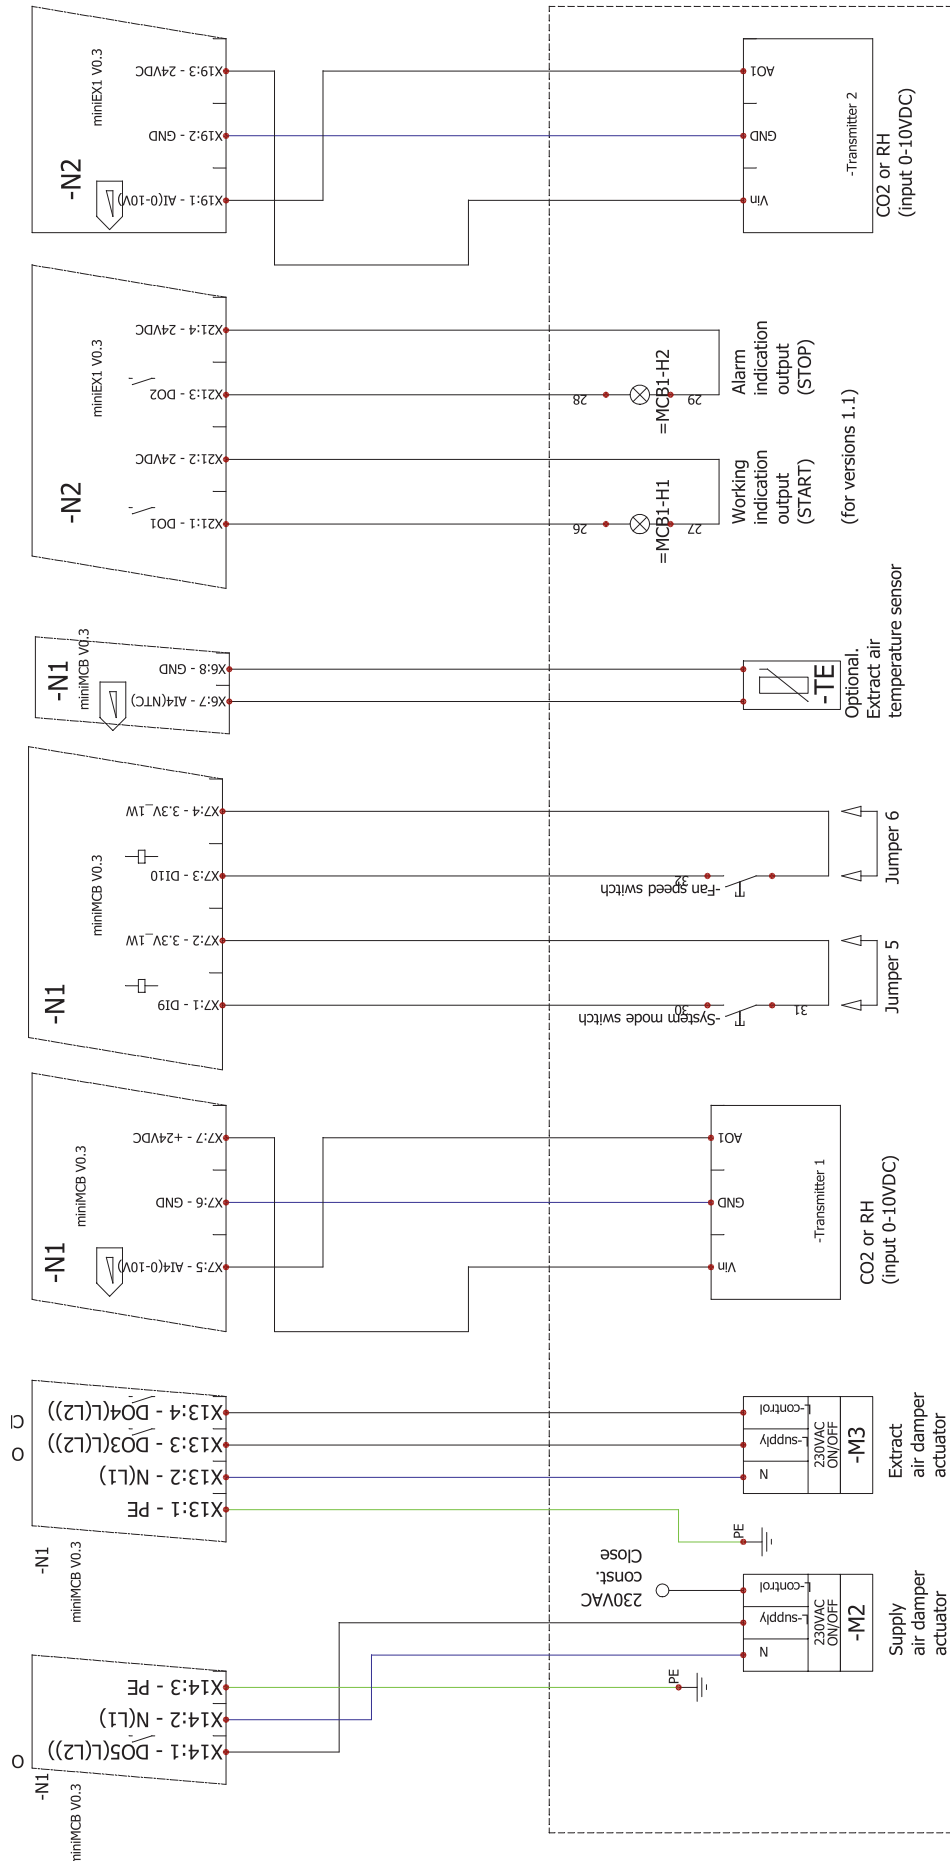 -N2
miniEX1 V0.3
X19:3 - 24VDC
X19:2 - GND
X19:1 - AI(0-10V)
AO1
GND
Vin
-Transmitter 2
CO2 or RH
(input 0-10VDC)
-N2
miniEX1 V0.3
X21:4 - 24VDC
X21:3 - DO2
X21:2 - 24VDC
X21:1 - DO1
28
29
=MCB1-H2
Alarm
indication
output
(STOP)
26
27
=MCB1-H1
Working
indication
output
(START)
(for versions 1.1)
-N1
miniMCB V0.3
X6:8 - GND
X6:7 - AI4(NTC)
-TE
Optional.
Extract air
temperature sensor
-N1
miniMCB V0.3
X7:4 - 3.3V_1W
X7:3 - DI10
X7:2 - 3.3V_1W
X7:1 - DI9
32
-Fan speed switch
Jumper 6
30
31
-System mode switch
Jumper 5
-N1
miniMCB V0.3
X7:7 - +24VDC
X7:6 - GND
X7:5 - AI4(0-10V)
AO1
GND
Vin
-Transmitter 1
CO2 or RH
(input 0-10VDC)
Cl
O
X13:4 - DO4(L(L2))
X13:3 - DO3(L(L2))
X13:2 - N(L1)
X13:1 - PE
-N1
miniMCB V0.3
L-control
L-supply
N
230VAC
ON/OFF
-M3
Extract
air damper
actuator
PE
230VAC
const.
Close
L-control
L-supply
N
230VAC
ON/OFF
-M2
Supply
air damper
actuator
PE
X14:3 - PE
X14:2 - N(L1)
X14:1 - DO5(L(L2))
O
-N1
miniMCB V0.3